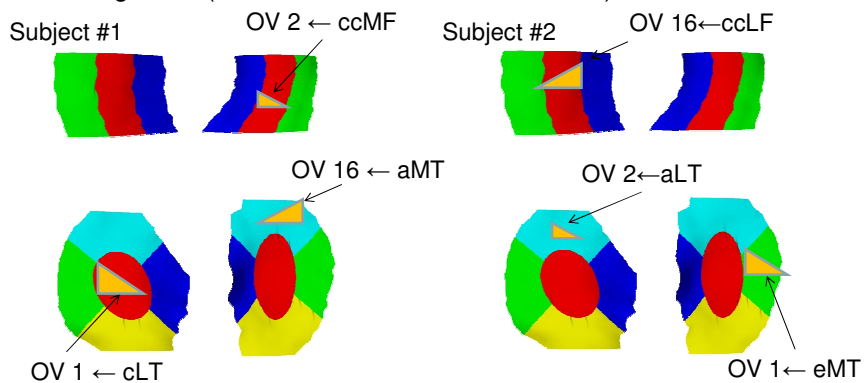 Subject #1
OV 2 ← ccMF
Subject #2
OV 16←ccLF
OV 16 ← aMT
OV 2←aLT
OV 1 ← cLT
OV 1← eMT